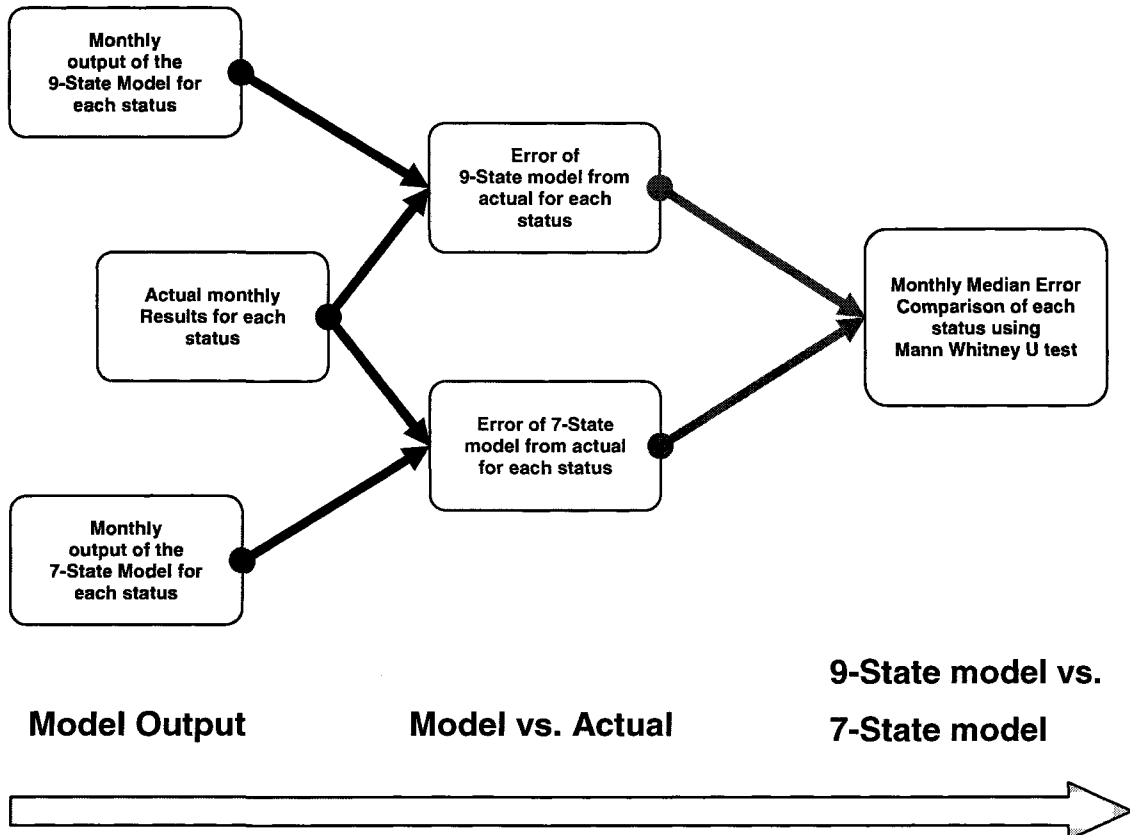 Monthly
output of the
9-State Model for
each status
Error of
9-State model from
actual for each
status
Actual monthly
Results for each
status
Monthly Median Error
Comparison of each
status using
Mann Whitney U test
Error of 7-State
model from actual
for each status
Monthly
output of the
7-State Model for
each status
Model Output
Model vs. Actual
9-State model vs.
7-State model